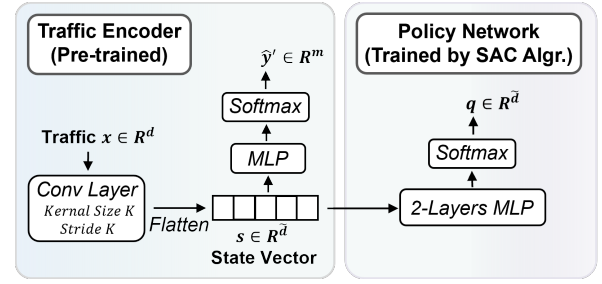 Traffic Encoder
(Pre-trained)
ŷ′ ∈ R^m
Softmax
MLP
Traffic x ∈ R^d
Conv Layer
Kernal Size K
Stride K
Flatten
s ∈ R^d̃
State Vector
Policy Network
(Trained by SAC Algr.)
q ∈ R^d̃
Softmax
2-Layers MLP